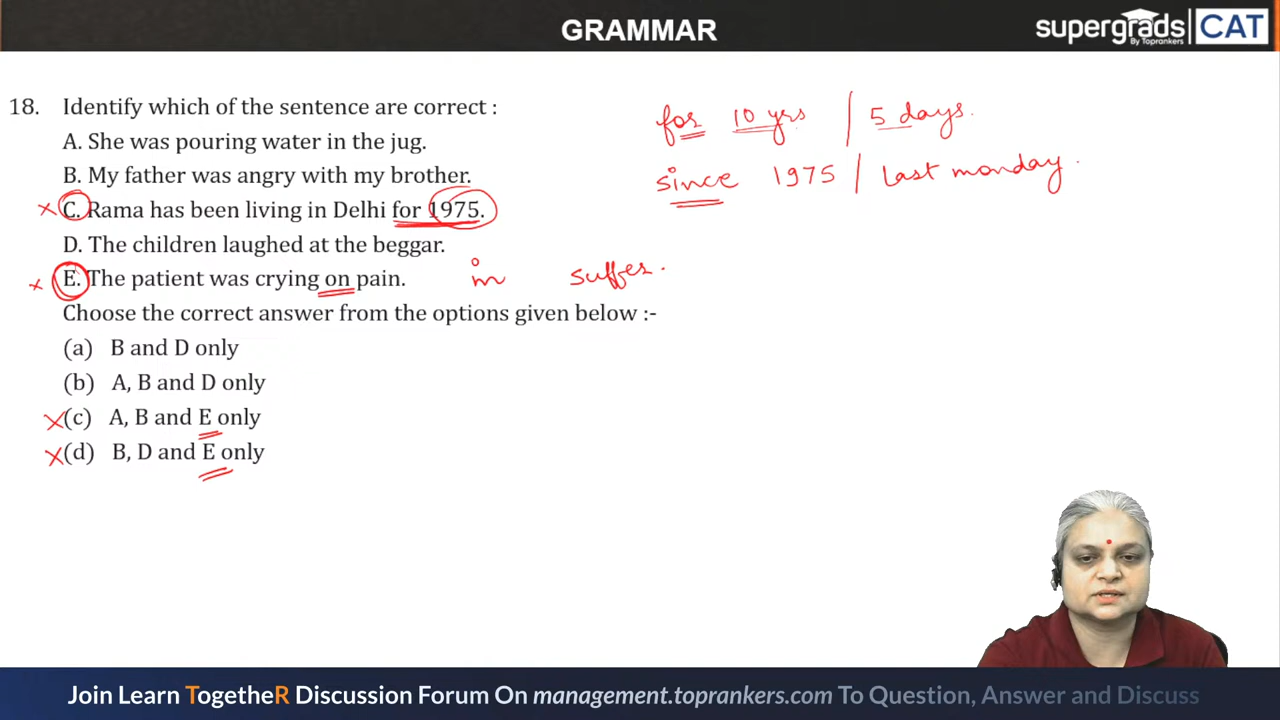 GRAMMAR
supergrads
By Toprankers
CAT
18. Identify which of the sentence are correct :
A. She was pouring water in the jug.
B. My father was angry with my brother.
C. Rama has been living in Delhi for 1975.
D. The children laughed at the beggar.
E. The patient was crying on pain.
Choose the correct answer from the options given below :-
(a) B and D only
(b) A, B and D only
(c) A, B and E only
(d) B, D and E only
for 10 yrs / 5 days.
since 1975 / last monday.
in suffer.
Join Learn TogetheR Discussion Forum On management.toprankers.com To Question, Answer and Discuss